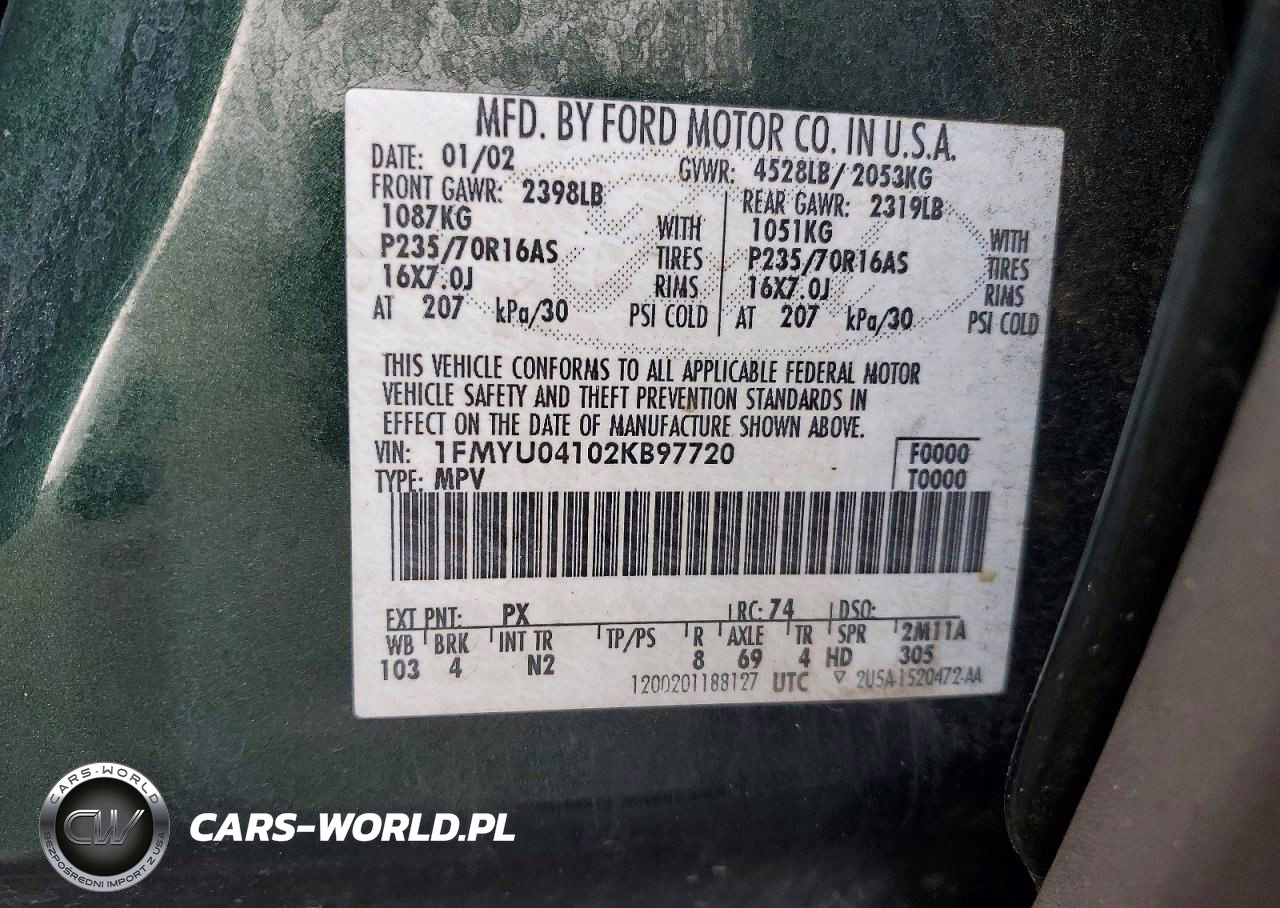 MFD. BY FORD MOTOR CO. IN U.S.A.
DATE: 01/02 GVWR: 4528LB/ 2053KG
FRONT GAWR: 2398LB REAR GAWR: 2319LB
1087KG WITH 1051KG WITH
P235/70R16AS TIRES P235/70R16AS TIRES
16X7.0J RIMS 16X7.0J RIMS
AT 207 kPa/30 PSI COLD AT 207 kPa/30 PSI COLD
THIS VEHICLE CONFORMS TO ALL APPLICABLE FEDERAL MOTOR
VEHICLE SAFETY AND THEFT PREVENTION STANDARDS IN
EFFECT ON THE DATE OF MANUFACTURE SHOWN ABOVE.
VIN: 1FMYU04102KB97720 F0000
TYPE: MPV T0000
EXT PNT: PX RC: 74 DSO:
WB BRK INT TR TP/PS R AXLE TR SPR 2M11A
103 4 N2 8 69 4 HD 305
1200201188127 UTC ▽ 2U5A-1520472-AA
CARS-WORLD
CW
BEZPOŚREDNI IMPORT Z USA
CARS-WORLD.PL